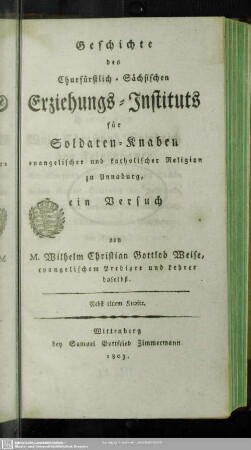 Geschichte
des
Churfürstlich-Sächsischen
Erziehungs-Instituts
für
Soldaten-Knaben
evangelischer und katholischer Religion
zu Annaburg,
ein Versuch
von
M. Wilhelm Christian Gottlob Weise,
evangelischem Prediger und Lehrer
daselbst.
Nebst einem Kupfer.
Wittenberg
bey Samuel Gottlieb Zimmermann.
1803.